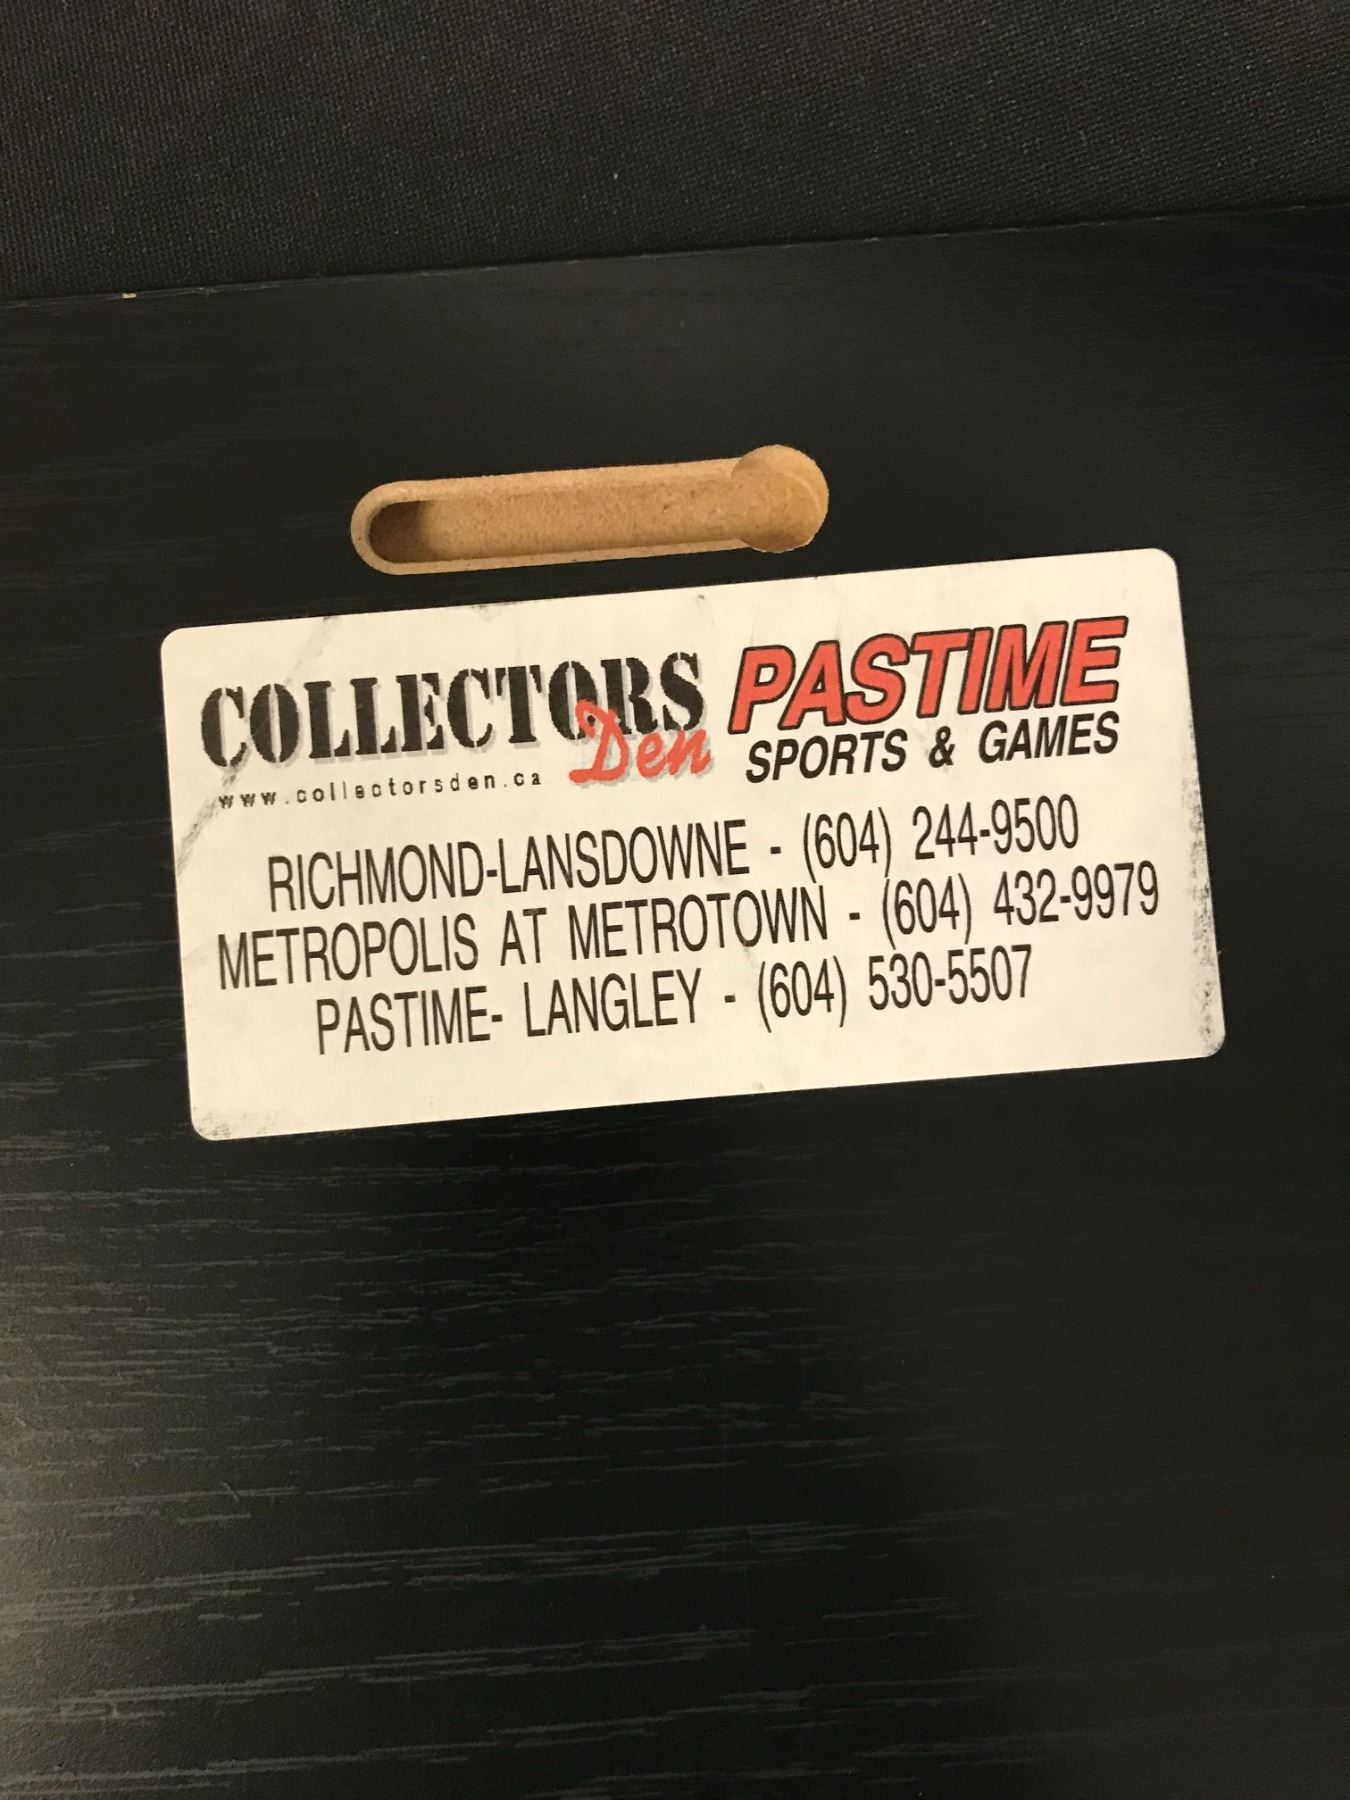 COLLECTORS Den
www.collectorsden.ca
PASTIME
SPORTS & GAMES
RICHMOND-LANSDOWNE - (604) 244-9500
METROPOLIS AT METROTOWN - (604) 432-9979
PASTIME- LANGLEY - (604) 530-5507